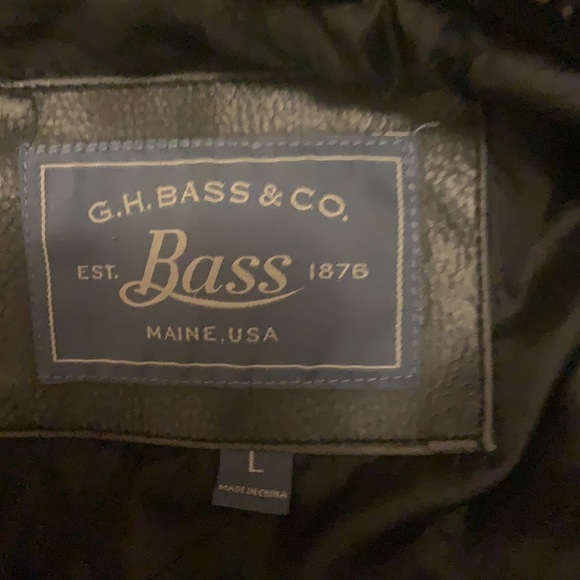 G.H. BASS & CO.
EST. Bass 1876
MAINE, USA
L
MADE IN CHINA